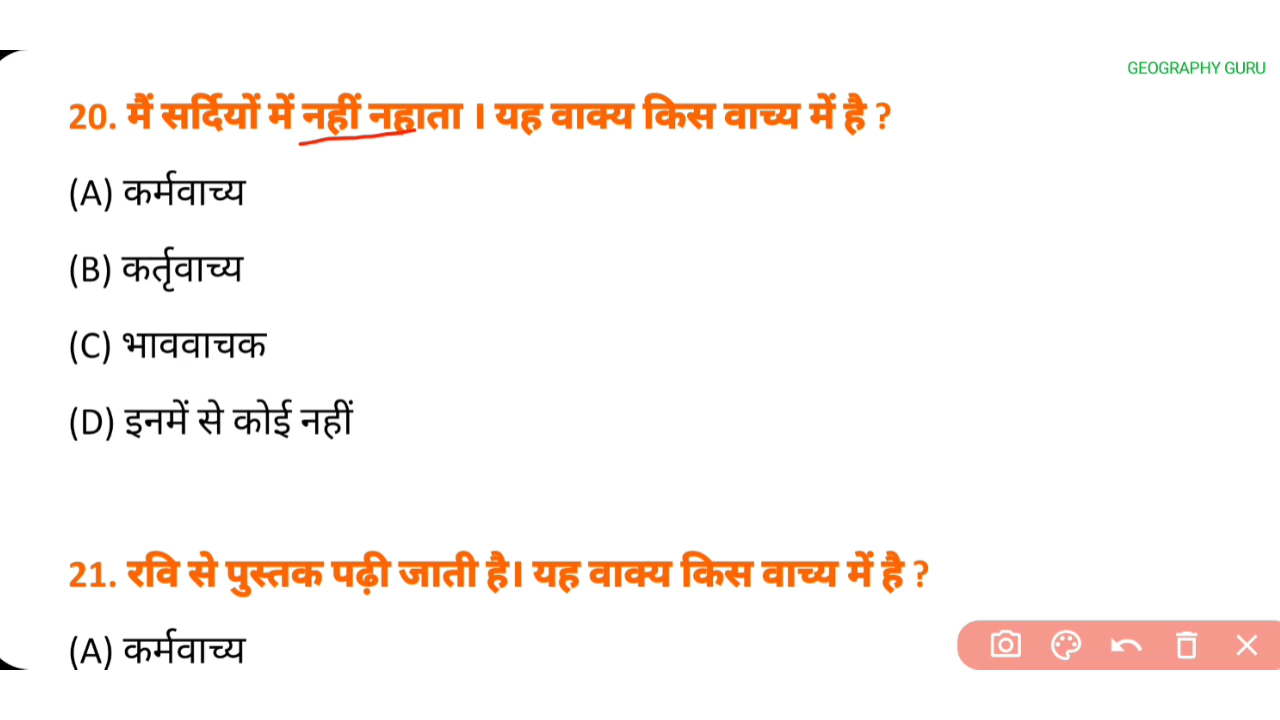 GEOGRAPHY GURU
20. मैं सर्दियों में नहीं नहाता । यह वाक्य किस वाच्य में है ?
(A) कर्मवाच्य
(B) कर्तृवाच्य
(C) भाववाचक
(D) इनमें से कोई नहीं
21. रवि से पुस्तक पढ़ी जाती है। यह वाक्य किस वाच्य में है ?
(A) कर्मवाच्य